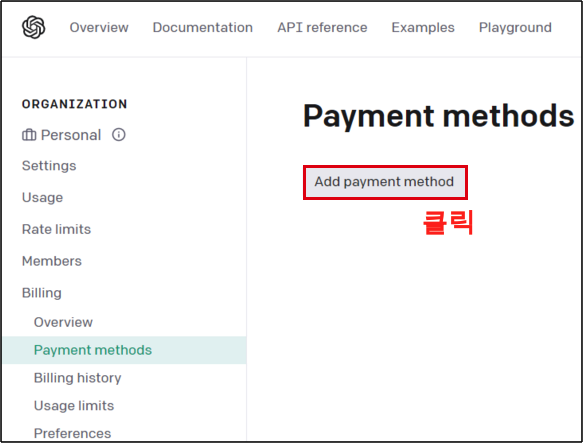 Overview Documentation API reference Examples Playground
ORGANIZATION
Personal
Settings
Usage
Rate limits
Members
Billing
Overview
Payment methods
Billing history
Usage limits
Preferences
Payment methods
Add payment method
클릭